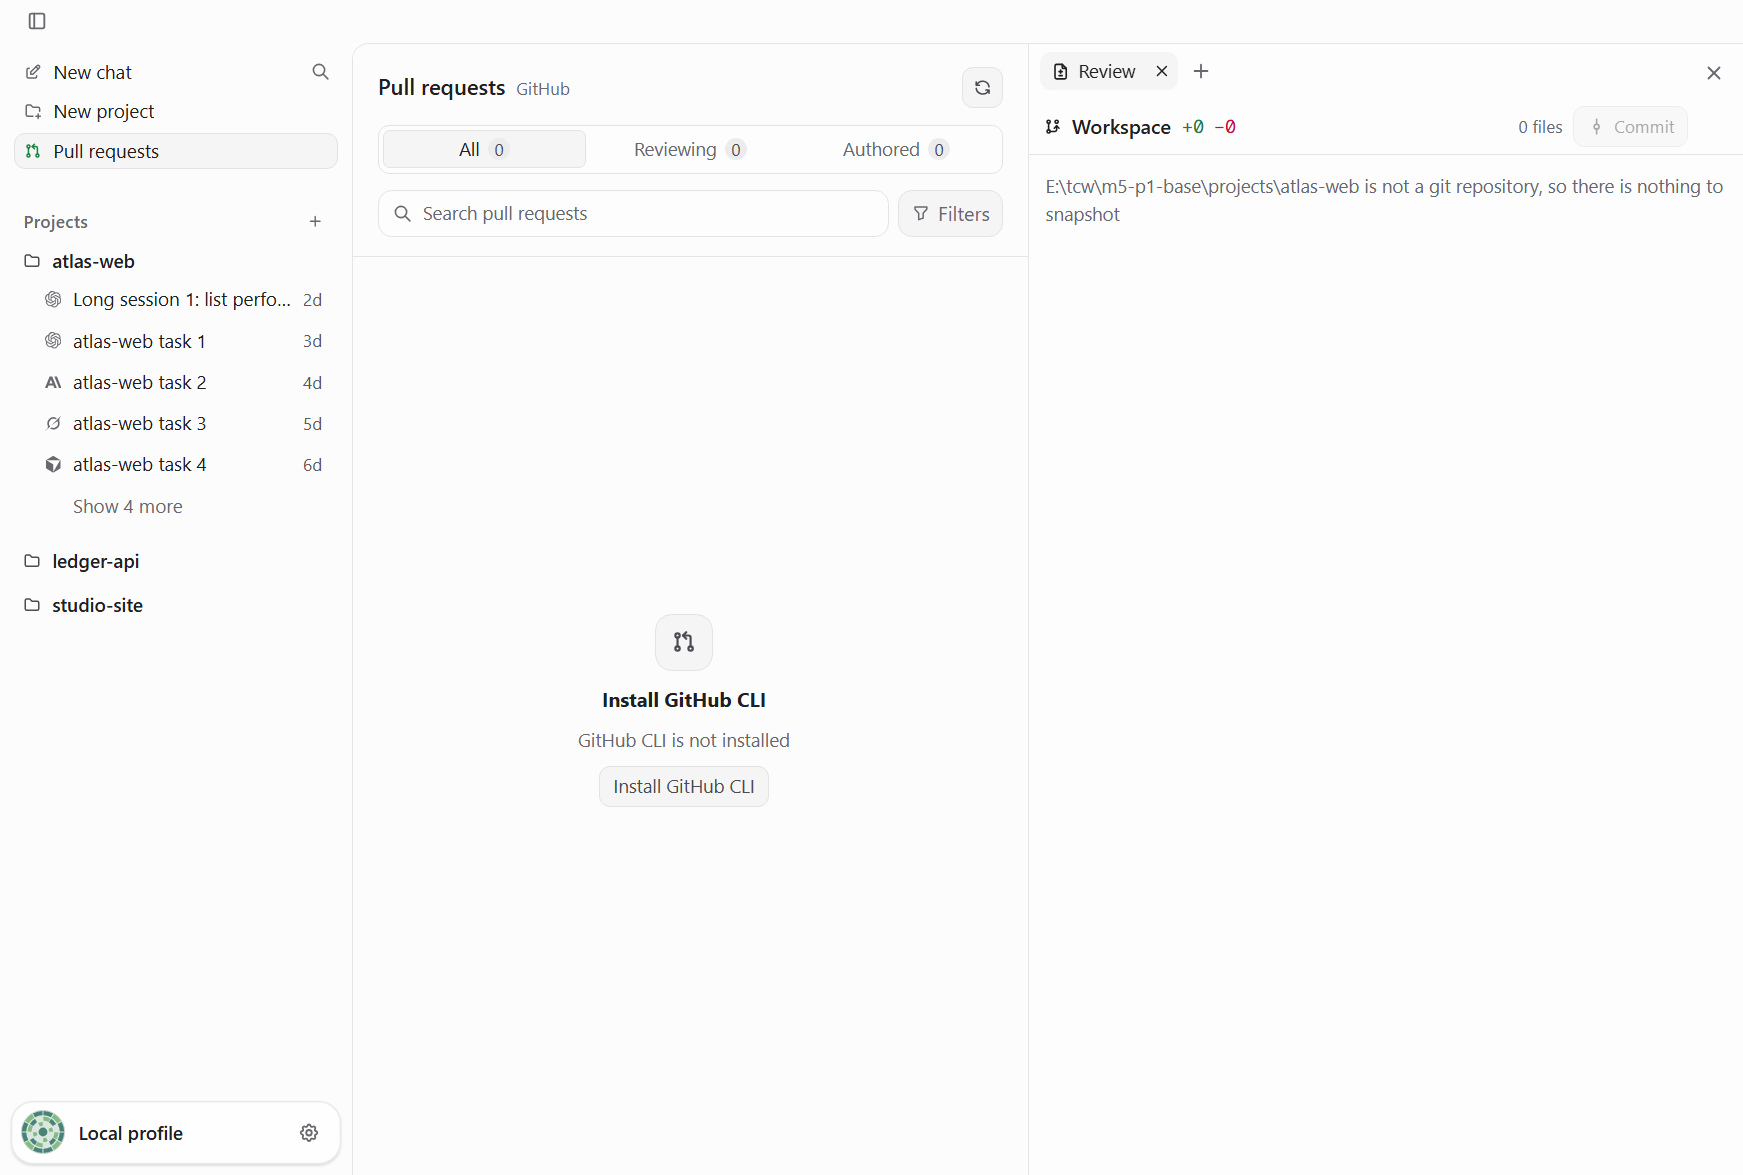 New chat
New project
Pull requests
Projects
atlas-web
Long session 1: list perfo... 2d
atlas-web task 1 3d
atlas-web task 2 4d
atlas-web task 3 5d
atlas-web task 4 6d
Show 4 more
ledger-api
studio-site
Local profile
Pull requests GitHub
All 0 Reviewing 0 Authored 0
Search pull requests Filters
Install GitHub CLI
GitHub CLI is not installed
Install GitHub CLI
Review
Workspace +0 -0 0 files Commit
E:\tcw\m5-p1-base\projects\atlas-web is not a git repository, so there is nothing to
snapshot